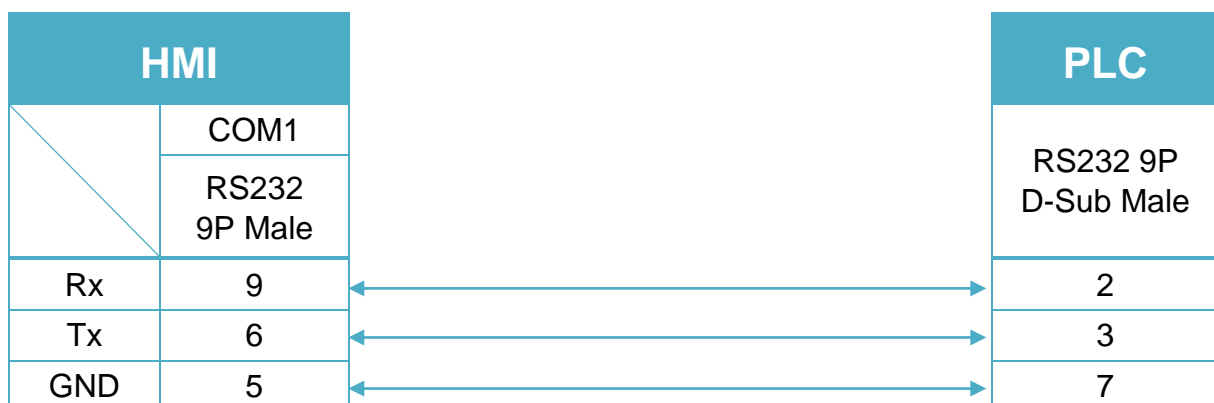 HMI
PLC
COM1
RS232
9P Male
RS232 9P
D-Sub Male
Rx 9 2
Tx 6 3
GND 5 7